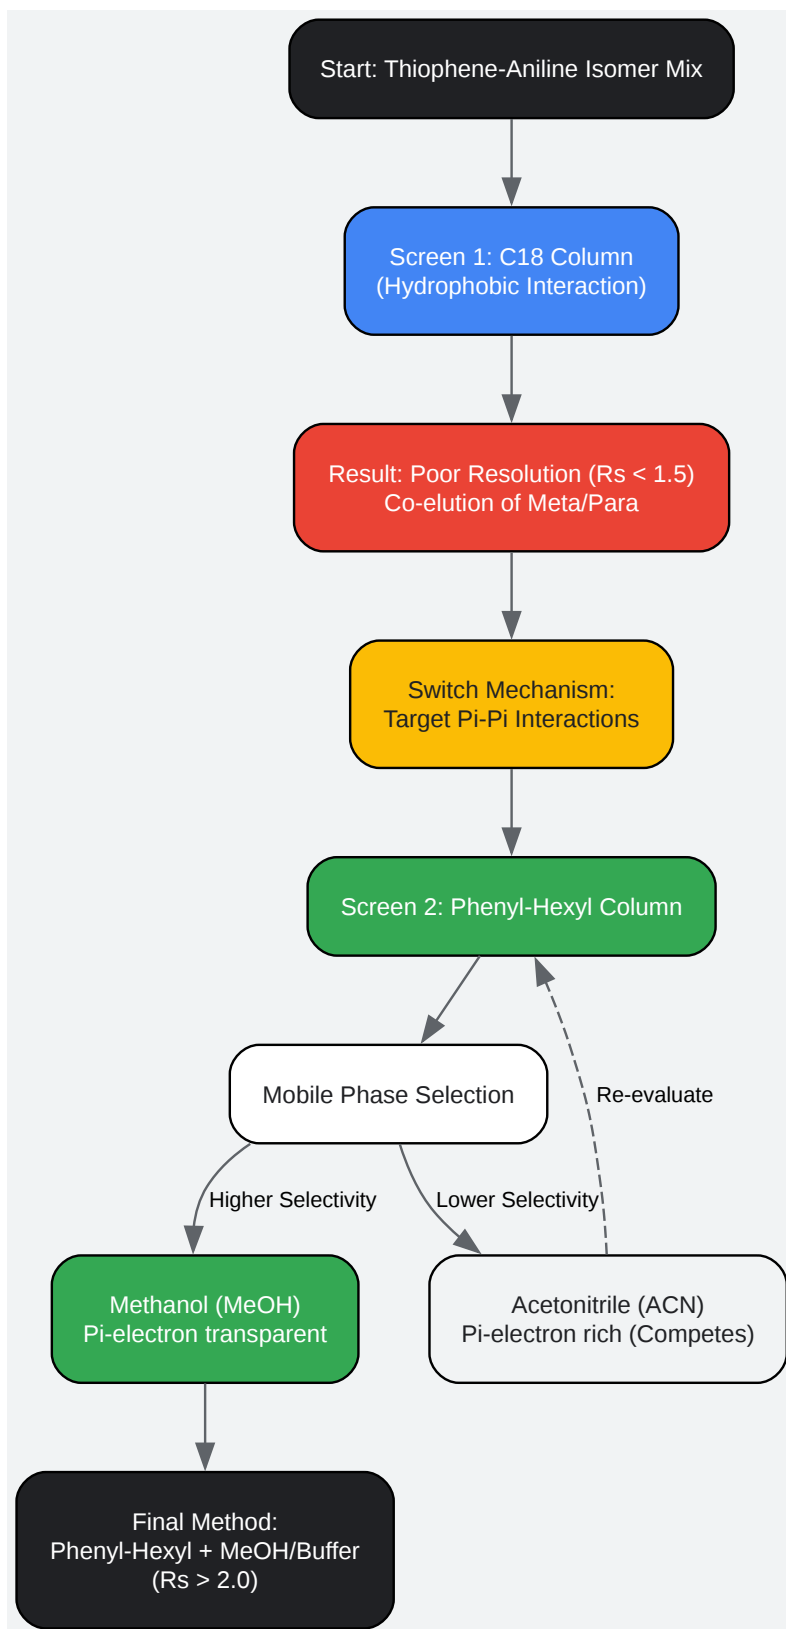 Start: Thiophene-Aniline Isomer Mix
Screen 1: C18 Column
(Hydrophobic Interaction)
Result: Poor Resolution (Rs < 1.5)
Co-elution of Meta/Para
Switch Mechanism:
Target Pi-Pi Interactions
Screen 2: Phenyl-Hexyl Column
Mobile Phase Selection
Re-evaluate
Higher Selectivity
Lower Selectivity
Methanol (MeOH)
Pi-electron transparent
Acetonitrile (ACN)
Pi-electron rich (Competes)
Final Method:
Phenyl-Hexyl + MeOH/Buffer
(Rs > 2.0)